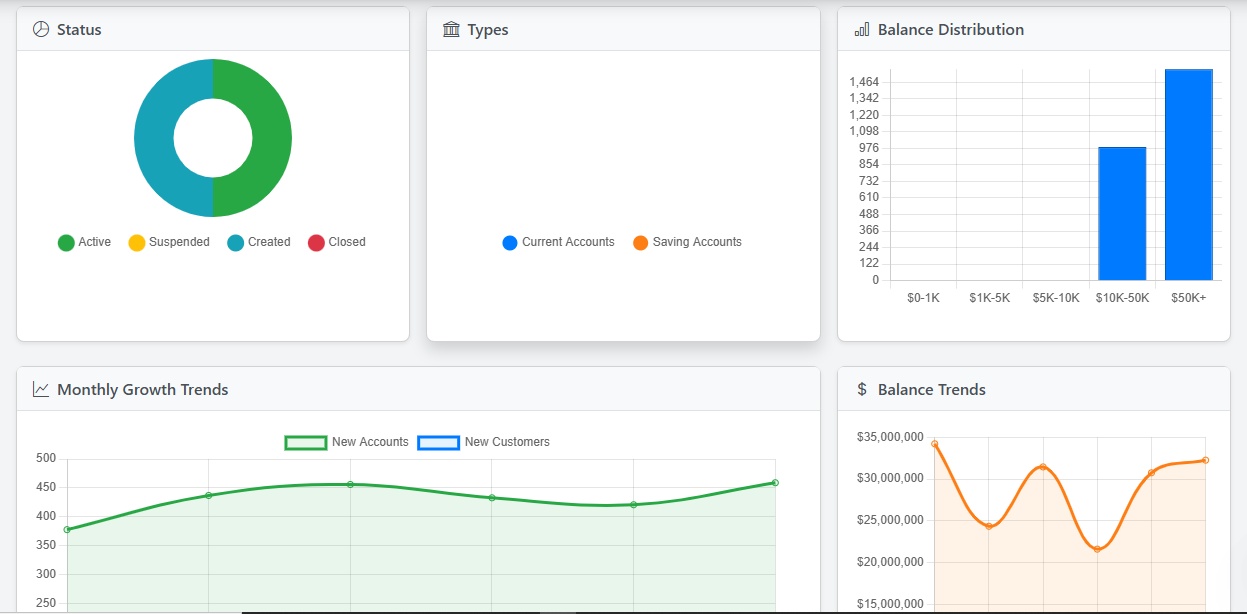 Status
Types
Balance Distribution
Active Suspended Created Closed
Current Accounts Saving Accounts
1,464
1,342
1,220
1,098
976
854
732
610
488
366
244
122
0
$0-1K $1K-5K $5K-10K $10K-50K $50K+
Monthly Growth Trends
New Accounts New Customers
500
450
400
350
300
250
$ Balance Trends
$35,000,000
$30,000,000
$25,000,000
$20,000,000
$15,000,000